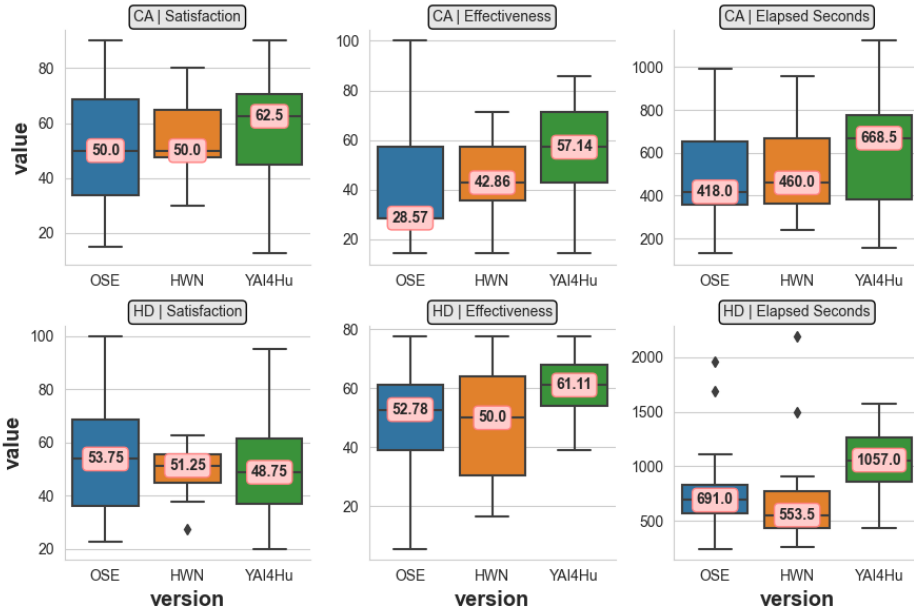 CA | Satisfaction
CA | Effectiveness
CA | Elapsed Seconds
value
80
60
40
20
50.0
50.0
62.5
OSE
HWN
YAI4Hu
100
80
60
40
20
28.57
42.86
57.14
OSE
HWN
YAI4Hu
1000
800
600
400
200
418.0
460.0
668.5
OSE
HWN
YAI4Hu
HD | Satisfaction
HD | Effectiveness
HD | Elapsed Seconds
value
100
80
60
40
20
53.75
51.25
48.75
OSE
HWN
YAI4Hu
version
80
60
40
20
52.78
50.0
61.11
OSE
HWN
YAI4Hu
version
2000
1500
1000
500
691.0
553.5
1057.0
OSE
HWN
YAI4Hu
version